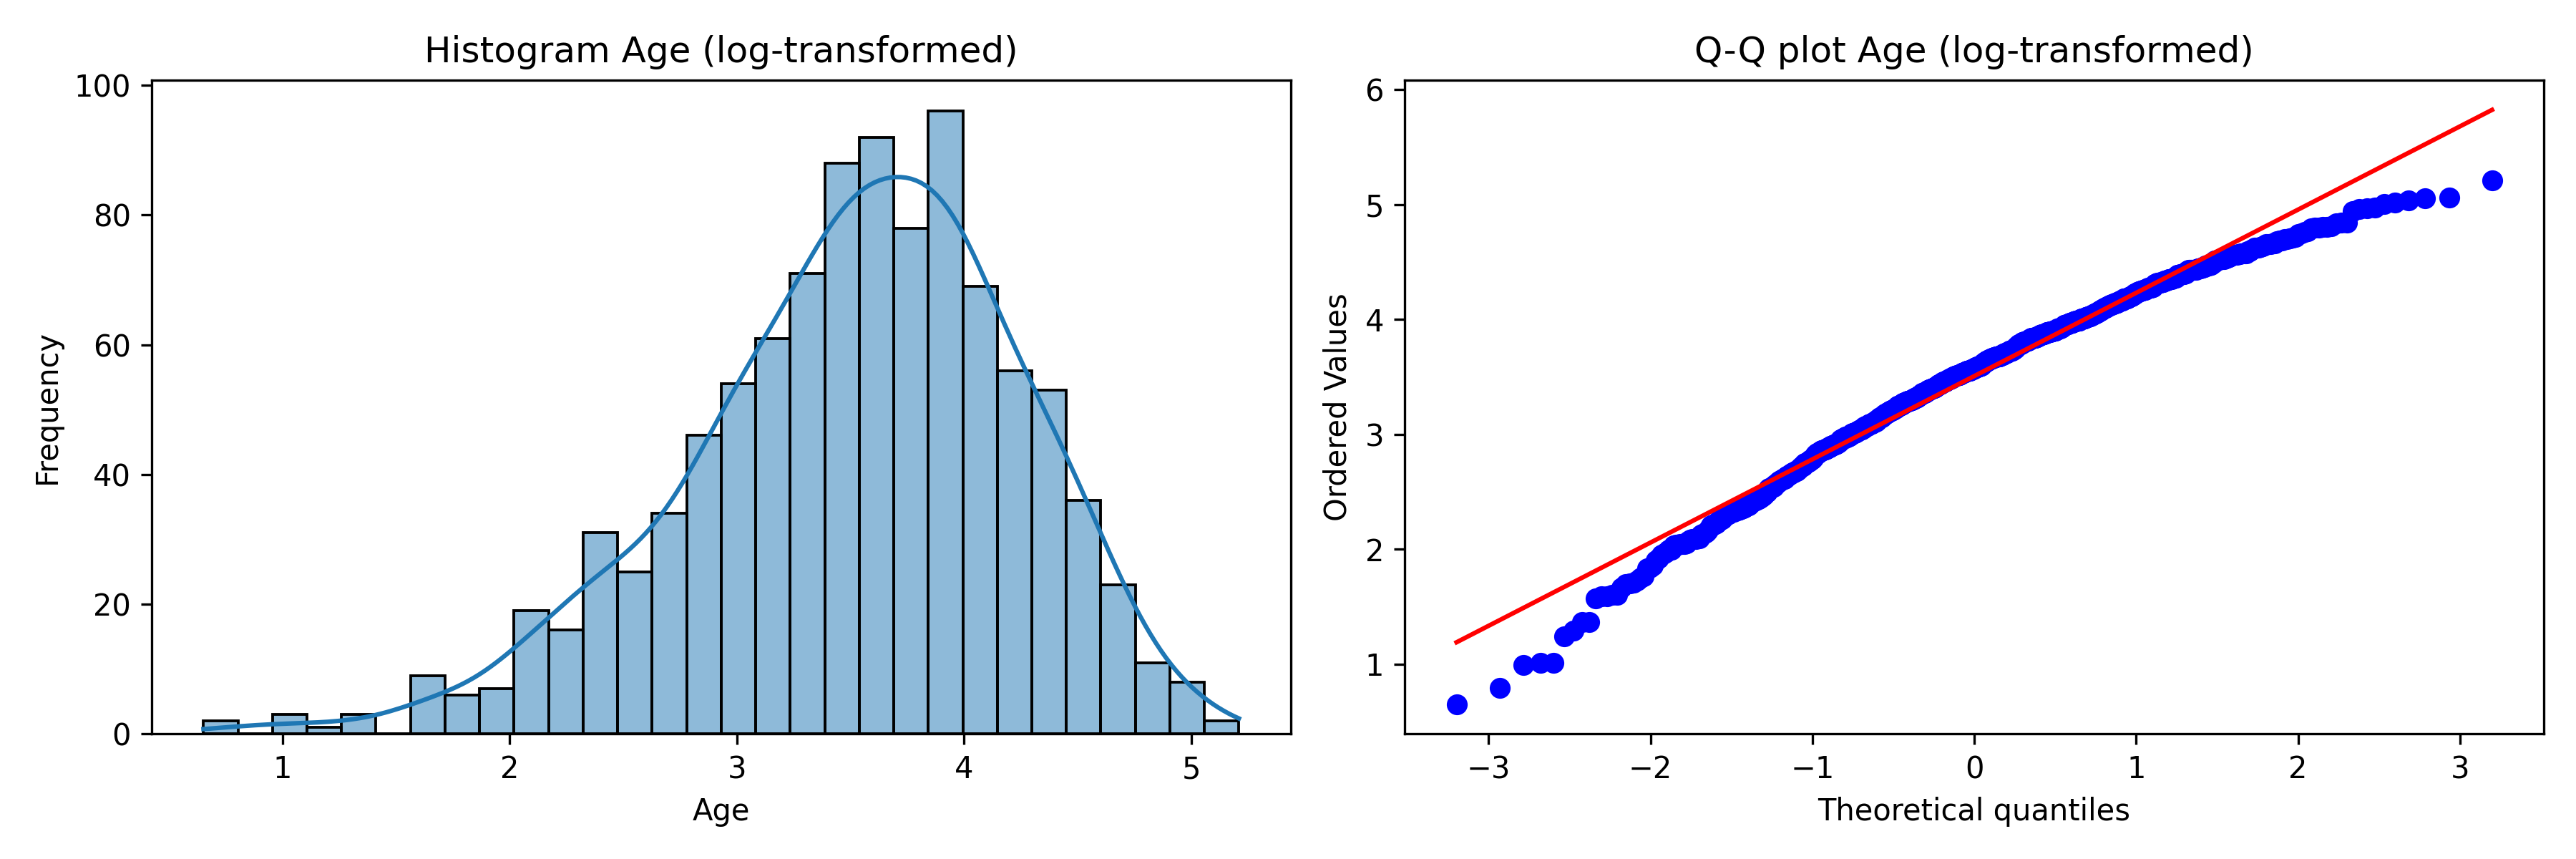 Histogram Age (log-transformed)
100
80
60
40
20
0
Frequency
1 2 3 4 5
Age
Q-Q plot Age (log-transformed)
6
5
4
3
2
1
Ordered Values
−3 −2 −1 0 1 2 3
Theoretical quantiles